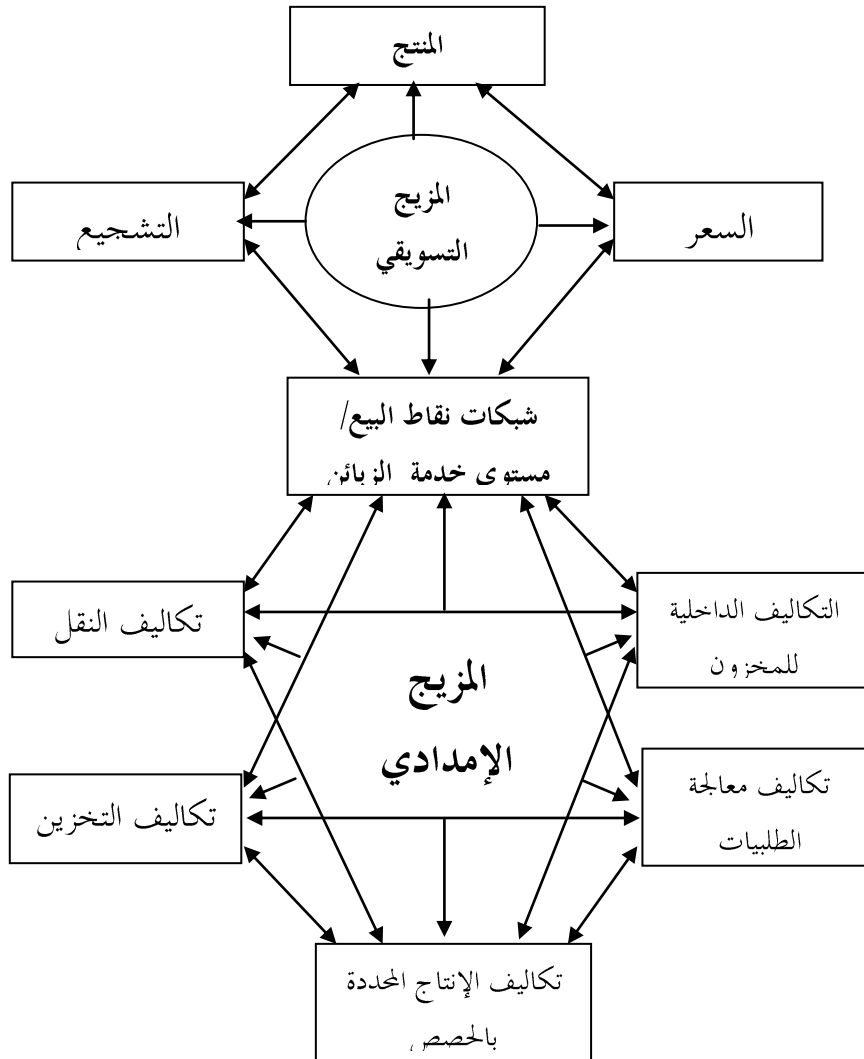 المنتج
المزيج
التسويقي
السعر
التشجيع
شبكات نقاط البيع/
مستوى خدمة الزبائن
التكاليف الداخلية
للمخزون
تكاليف النقل
المزيج
الإمدادي
تكاليف معالجة
الطلبيات
تكاليف التخزين
تكاليف الإنتاج المحددة
بالحصص